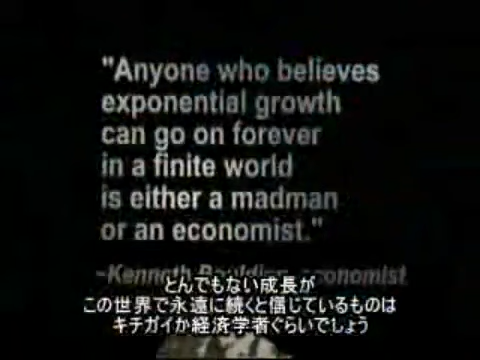 "Anyone who believes
exponential growth
can go on forever
in a finite world
is either a madman
or an economist."
~Kenneth Boulding, economist
とんでもない成長が
この世界で永遠に続くと信じているものは
キチガイか経済学者ぐらいでしょう